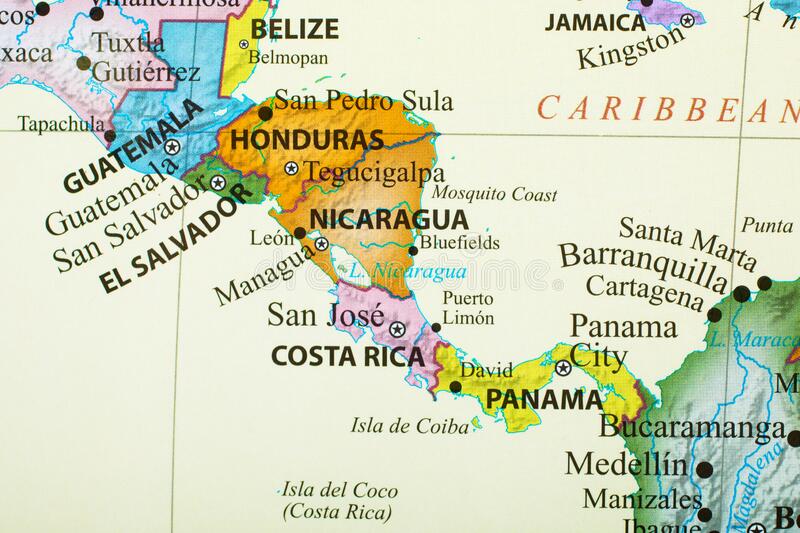 Villahermosa
cos
BELIZE
Belmopan
JAMAICA
Kingston
An
Tuxtla
Gutiérrez
xaca
CARIBBEAN
San Pedro Sula
Tapachula
HONDURAS
GUATEMALA
Guatemala
Tegucigalpa
Mosquito Coast
San Salvador
EL SALVADOR
NICARAGUA
León
Bluefields
Managua
L. Nicaragua
Santa Marta
Punta
Barranquilla
Cartagena
Puerto
Limón
San José
COSTA RICA
Panama
City
L. Maraca
David
PANAMA
M
Isla de Coiba
Bucaramanga
Medellín
Magdalena
Isla del Coco
(Costa Rica)
Manizales
Ibague
Bo
dreamstime